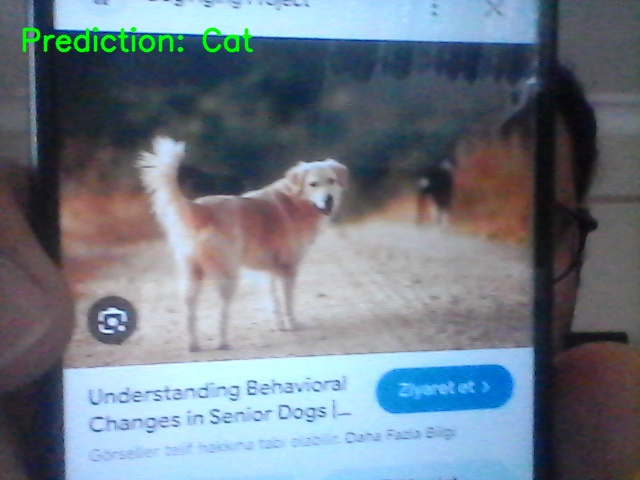 Project
Prediction: Cat
Understanding Behavioral
Changes in Senior Dogs |...
Ziyaret et >
Görseller telif hakkına tabi olabilir. Daha Fazla Bilgi